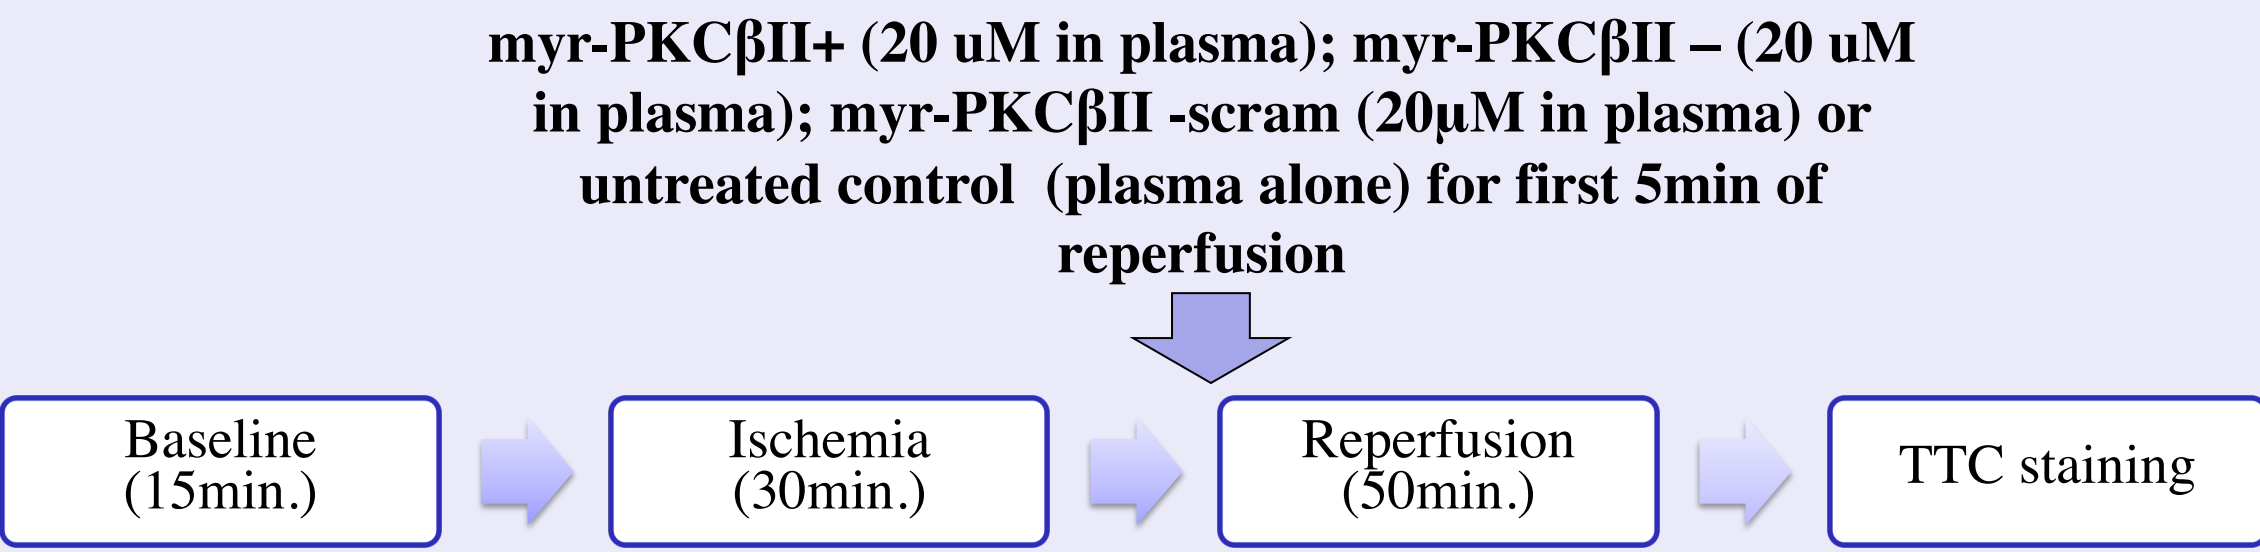 myr-PKCβII+ (20 uM in plasma); myr-PKCβII – (20 uM
in plasma); myr-PKCβII -scram (20μM in plasma) or
untreated control (plasma alone) for first 5min of
reperfusion
Baseline
(15min.)
Ischemia
(30min.)
Reperfusion
(50min.)
TTC staining